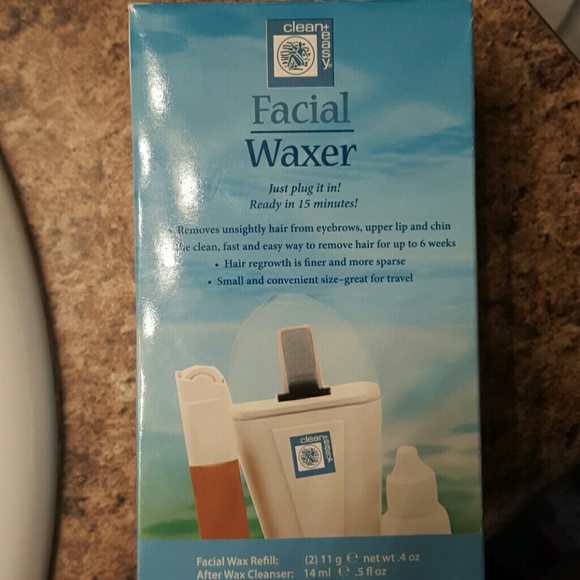 clean+
easy
Facial
Waxer
Just plug it in!
Ready in 15 minutes!
Removes unsightly hair from eyebrows, upper lip and chin
clean, fast and easy way to remove hair for up to 6 weeks
• Hair regrowth is finer and more sparse
• Small and convenient size–great for travel
clean+
easy
Facial Wax Refill: (2) 11 g ℮ net wt .4 oz
After Wax Cleanser: 14 ml ℮ .5 fl oz